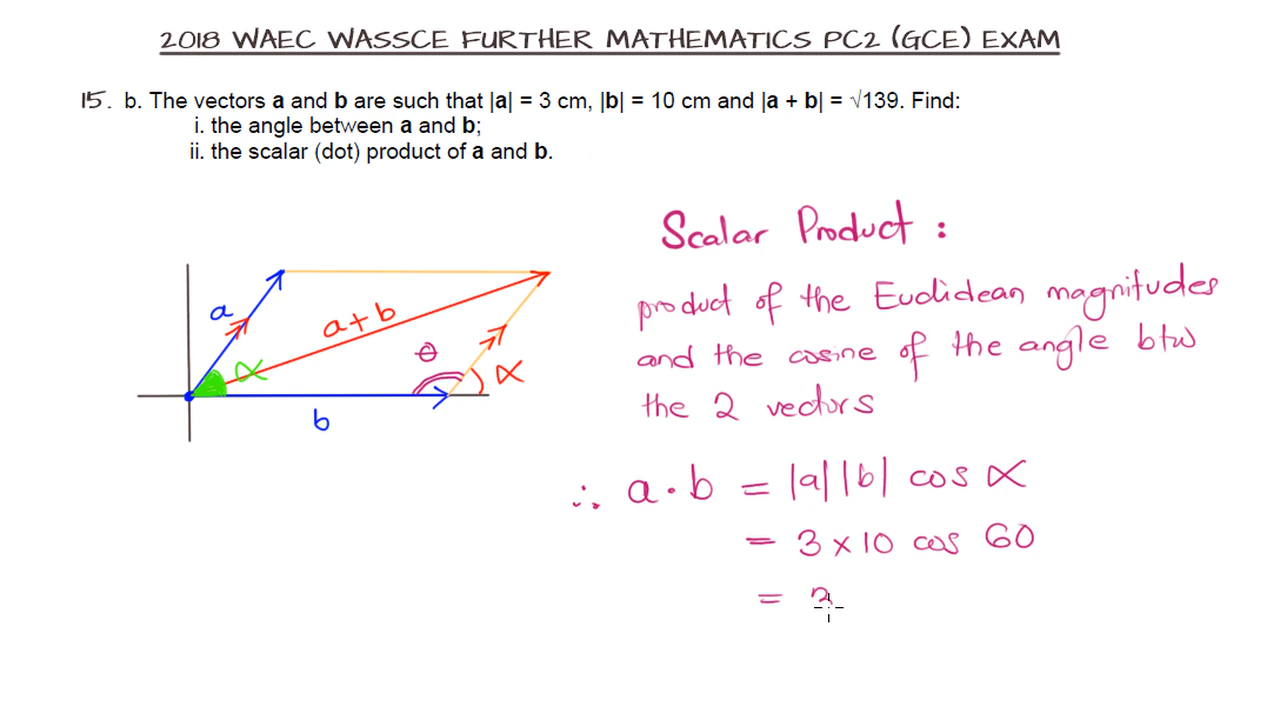 2018 WAEC WASSCE FURTHER MATHEMATICS PC2 (GCE) EXAM
15. b. The vectors a and b are such that |a| = 3 cm, |b| = 10 cm and |a + b| = √139. Find:
i. the angle between a and b;
ii. the scalar (dot) product of a and b.
a
a+b
θ
α
α
b
Scalar Product :
product of the Euclidean magnitudes
and the cosine of the angle btw
the 2 vectors
∴ a · b = |a| |b| cos α
= 3 × 10 cos 60
=